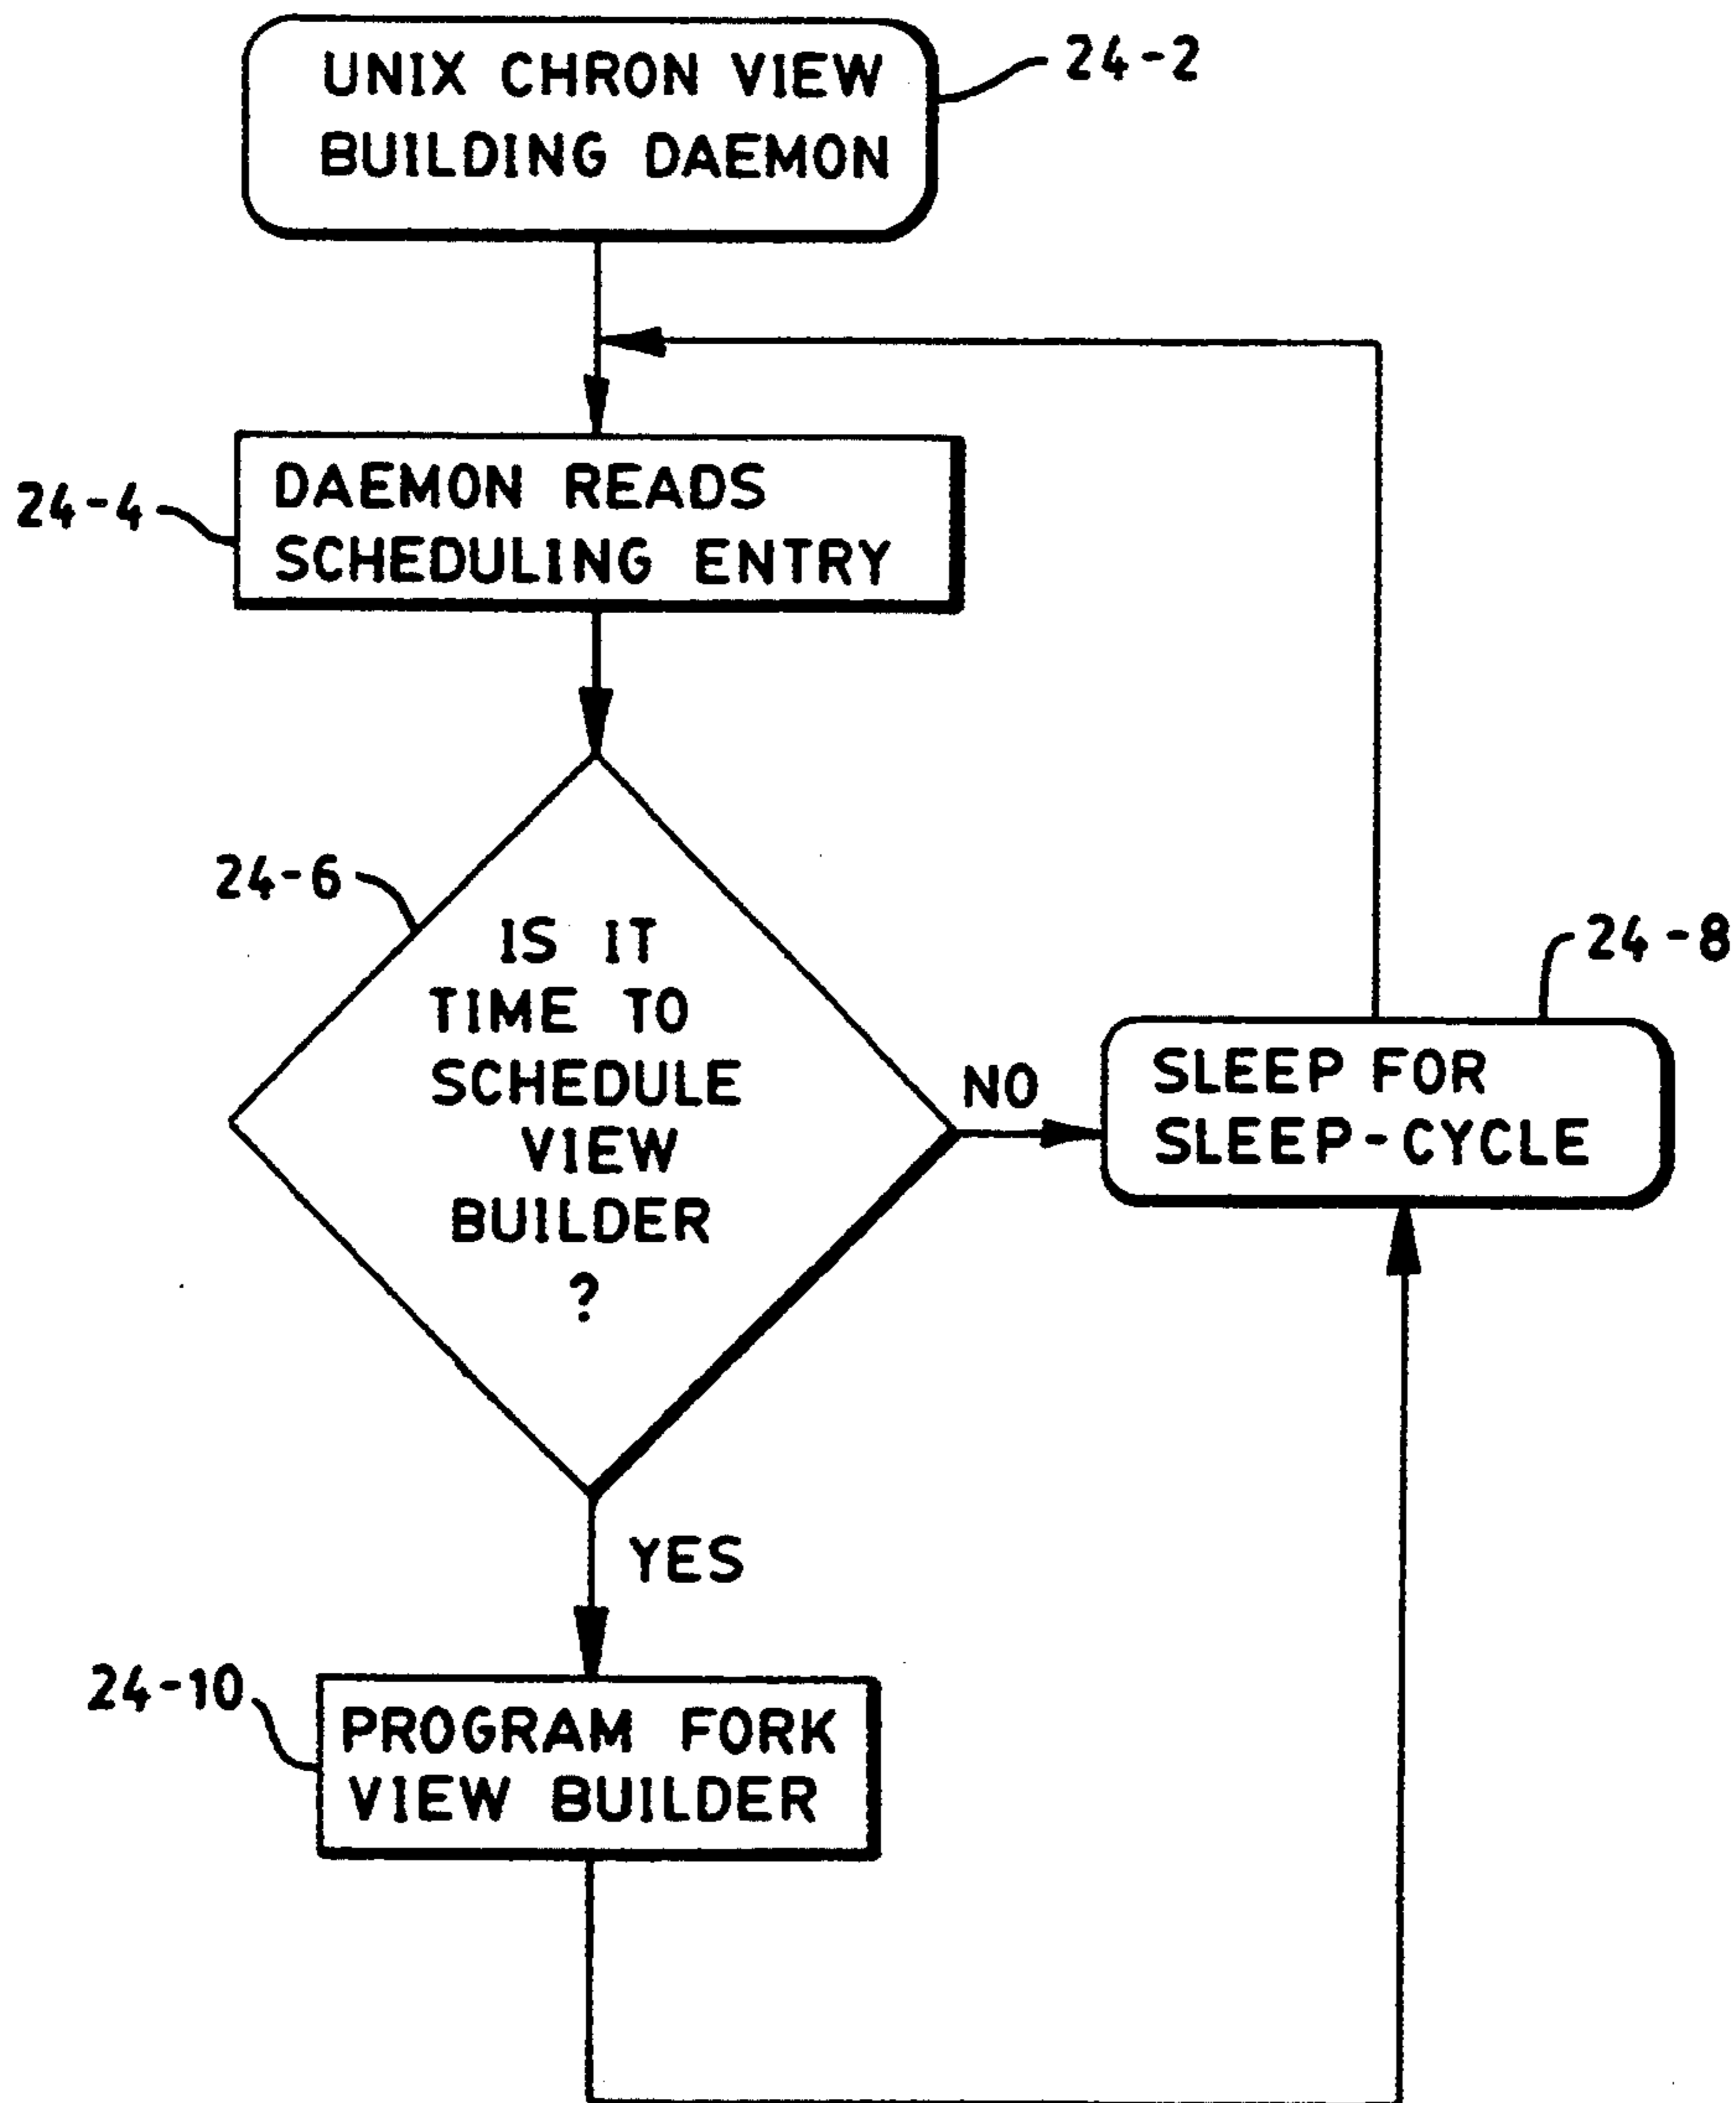 UNIX CHRON VIEW
BUILDING DAEMON
24-2
24-4
DAEMON READS
SCHEDULING ENTRY
24-6
IS IT
TIME TO
SCHEDULE
VIEW
BUILDER
?
NO
24-8
SLEEP FOR
SLEEP-CYCLE
YES
24-10
PROGRAM FORK
VIEW BUILDER